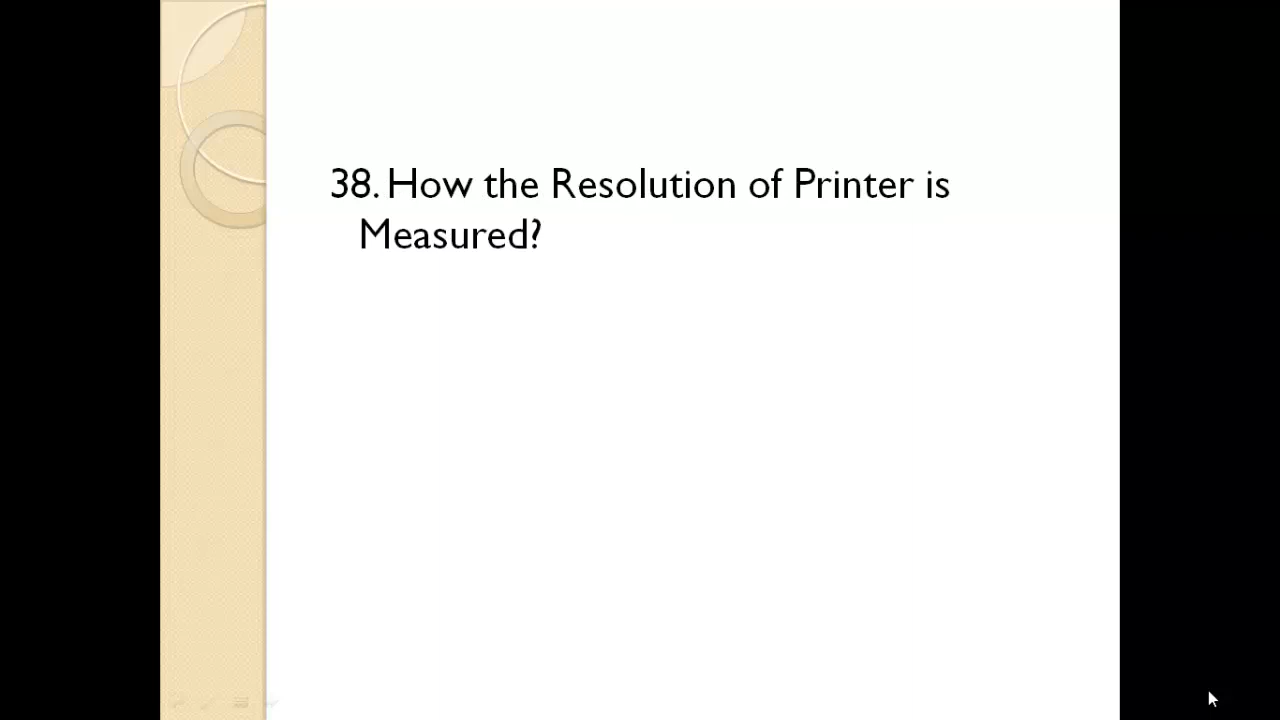 38. How the Resolution of Printer is
Measured?